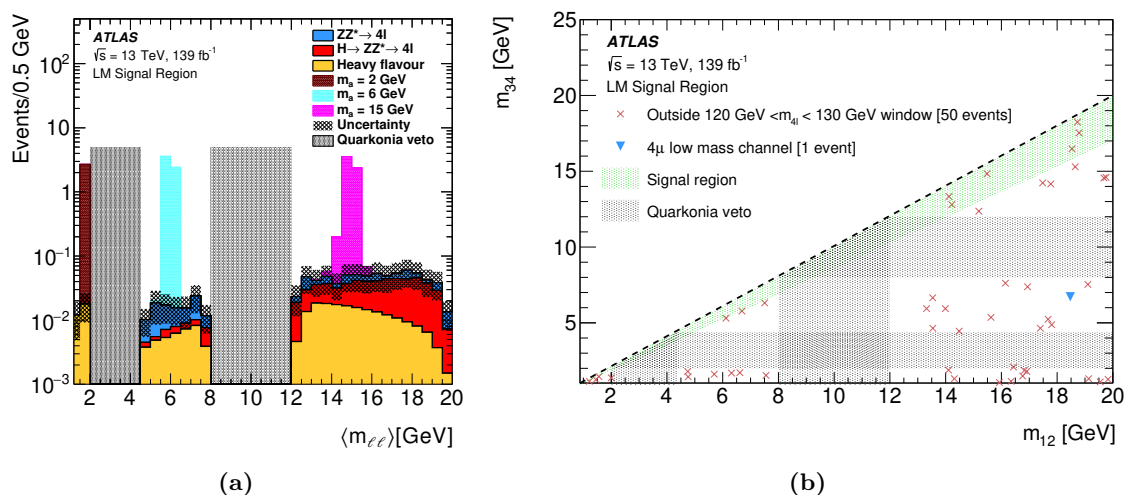 ATLAS
√s = 13 TeV, 139 fb⁻¹
LM Signal Region
ZZ*→ 4l
H→ ZZ*→ 4l
Heavy flavour
mₐ = 2 GeV
mₐ = 6 GeV
mₐ = 15 GeV
Uncertainty
Quarkonia veto
Events/0.5 GeV
10²
10
1
10⁻¹
10⁻²
10⁻³
2 4 6 8 10 12 14 16 18 20
⟨m_ℓℓ⟩[GeV]
(a)
ATLAS
√s = 13 TeV, 139 fb⁻¹
LM Signal Region
Outside 120 GeV <m₄ₗ < 130 GeV window [50 events]
4μ low mass channel [1 event]
Signal region
Quarkonia veto
m₃₄ [GeV]
25
20
15
10
5
2 4 6 8 10 12 14 16 18 20
m₁₂ [GeV]
(b)